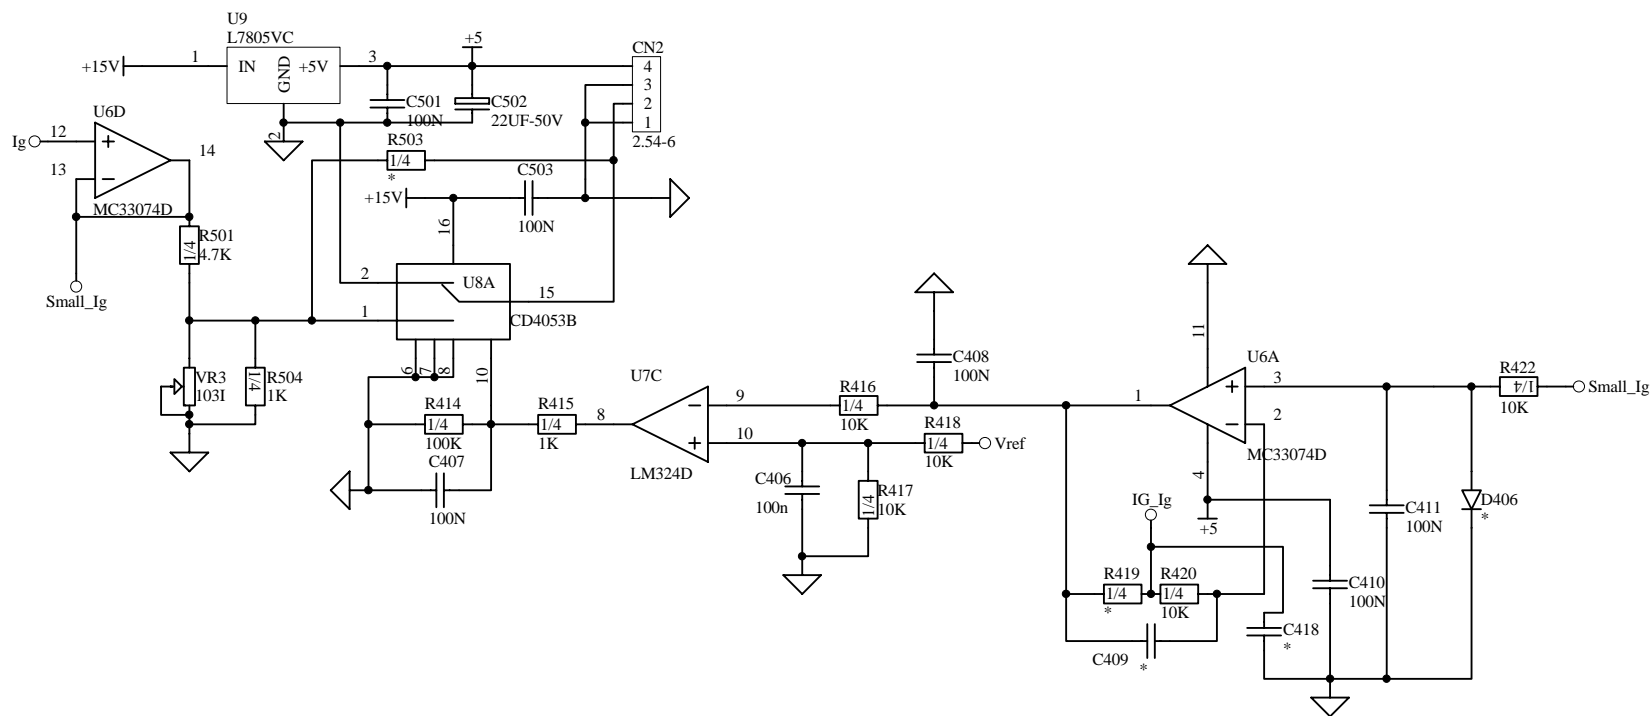 U9
L7805VC
+5
CN2
+15V
1
IN
GND
+5V
3
4
3
2
1
2.54-6
C501
100N
C502
22UF-50V
2
U6D
Ig
12
+
13
−
14
MC33074D
R503
1/4
*
C503
100N
+15V
16
R501
1/4
4.7K
Small_Ig
2
U8A
15
1
CD4053B
6
7
8
10
VR3
103I
R504
1/4
1K
R414
1/4
100K
C407
100N
R415
1/4
1K
8
U7C
−
+
LM324D
9
10
R416
1/4
10K
C408
100N
R418
1/4
10K
Vref
C406
100n
R417
1/4
10K
11
U6A
1
+
−
3
2
MC33074D
4
+5
R422
1/4
10K
Small_Ig
IG_Ig
R419
1/4
*
R420
1/4
10K
C409
*
C418
*
C410
100N
C411
100N
D406
*